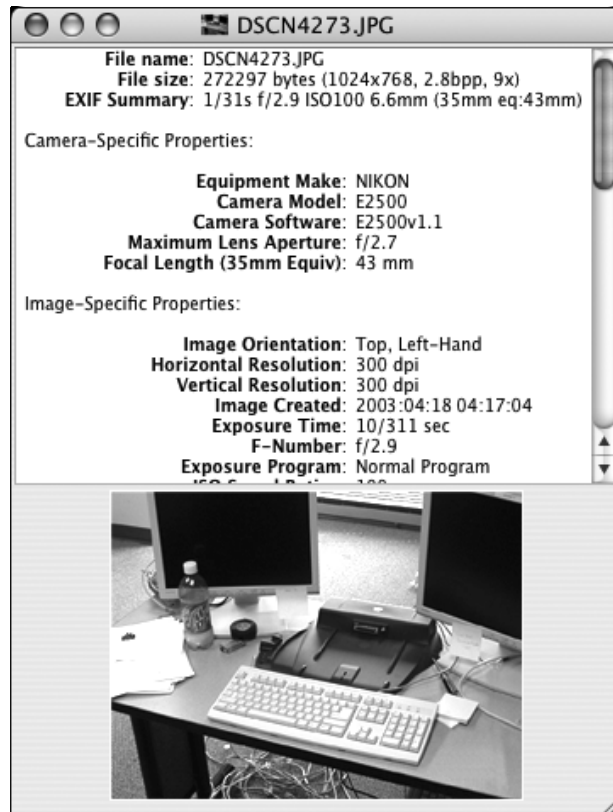 DSCN4273.JPG
File name: DSCN4273.JPG
File size: 272297 bytes (1024x768, 2.8bpp, 9x)
EXIF Summary: 1/31s f/2.9 ISO100 6.6mm (35mm eq:43mm)
Camera-Specific Properties:
Equipment Make: NIKON
Camera Model: E2500
Camera Software: E2500v1.1
Maximum Lens Aperture: f/2.7
Focal Length (35mm Equiv): 43 mm
Image-Specific Properties:
Image Orientation: Top, Left-Hand
Horizontal Resolution: 300 dpi
Vertical Resolution: 300 dpi
Image Created: 2003:04:18 04:17:04
Exposure Time: 10/311 sec
F-Number: f/2.9
Exposure Program: Normal Program